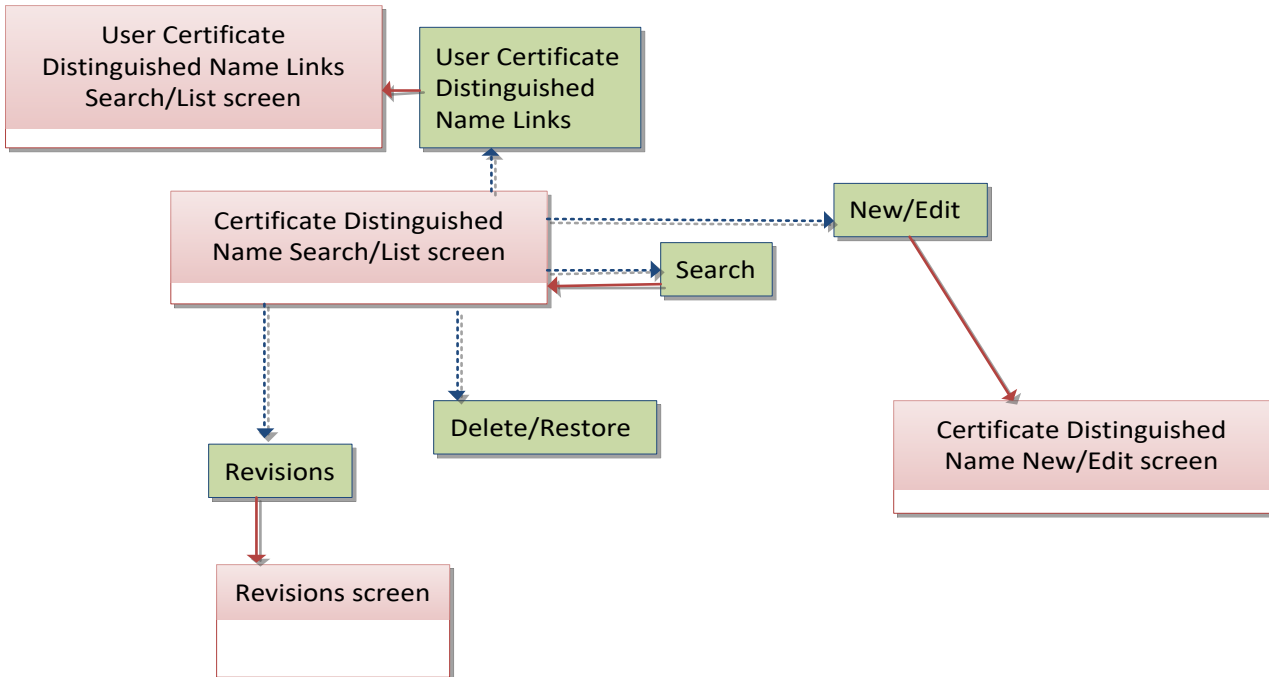 User Certificate
Distinguished Name Links
Search/List screen
User Certificate
Distinguished
Name Links
Certificate Distinguished
Name Search/List screen
New/Edit
Search
Delete/Restore
Revisions
Certificate Distinguished
Name New/Edit screen
Revisions screen